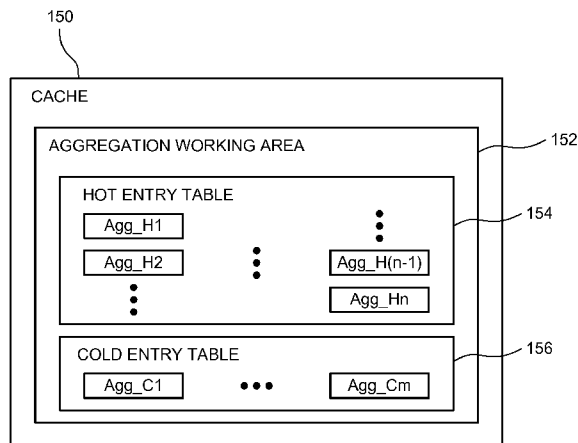 150
CACHE
AGGREGATION WORKING AREA
152
HOT ENTRY TABLE
154
Agg_H1
Agg_H2
Agg_H(n-1)
Agg_Hn
COLD ENTRY TABLE
156
Agg_C1
Agg_Cm